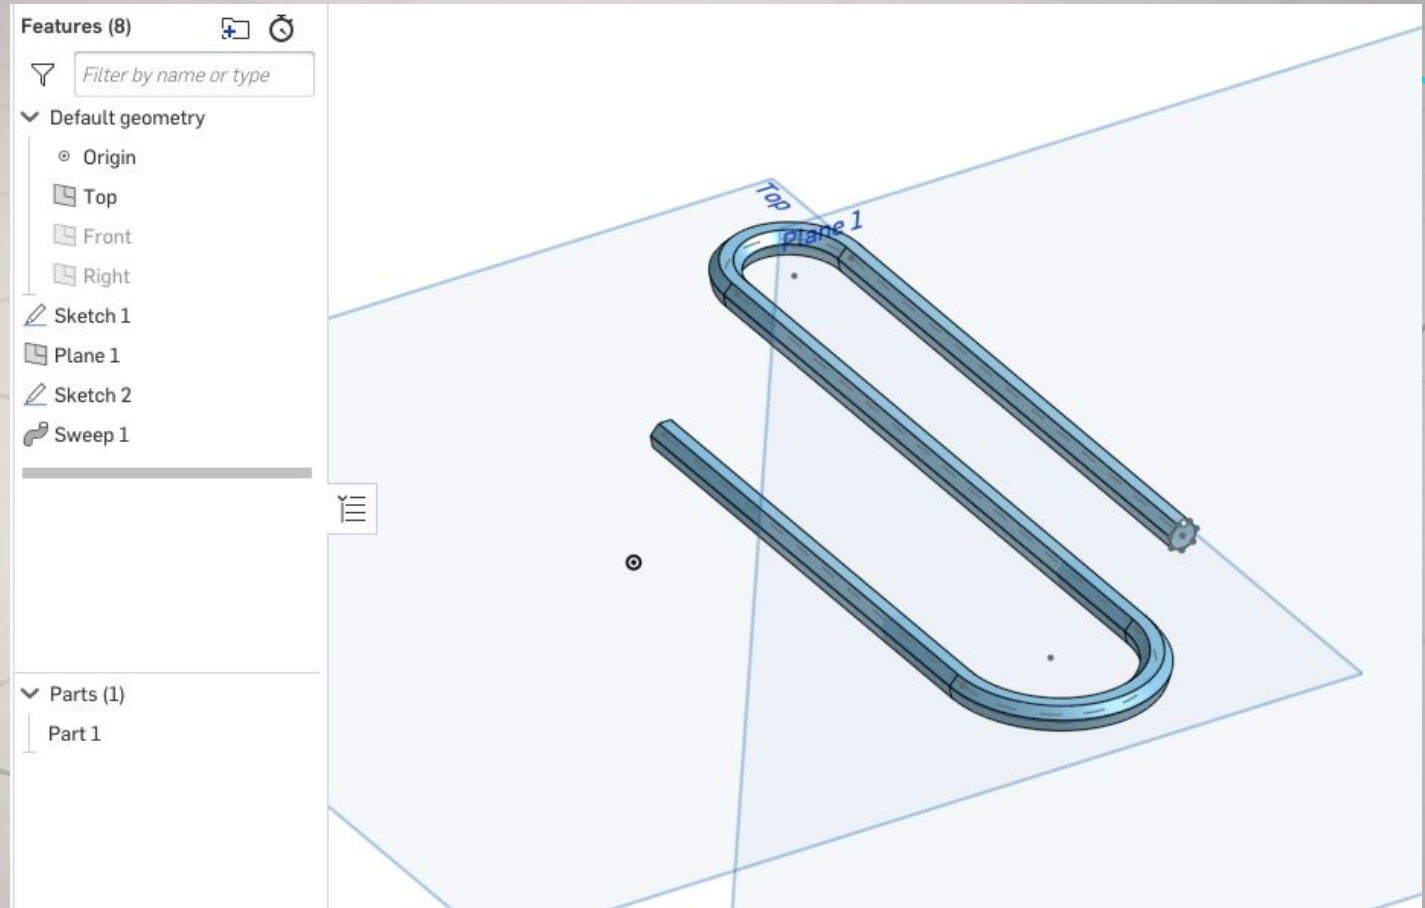 Features (8)
Filter by name or type
Default geometry
Origin
Top
Front
Right
Sketch 1
Plane 1
Sketch 2
Sweep 1
Parts (1)
Part 1
Top
Plane 1